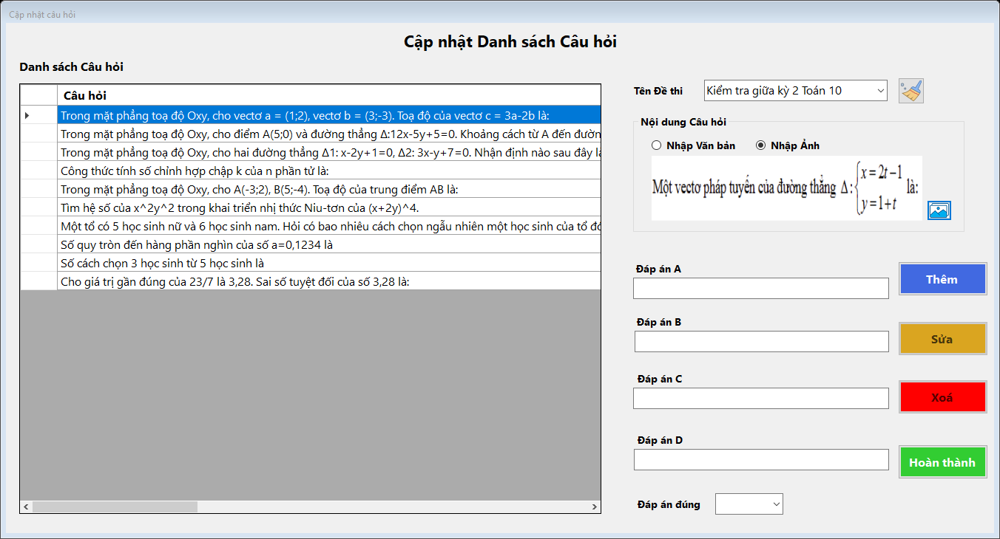 Cập nhật câu hỏi
Cập nhật Danh sách Câu hỏi
Danh sách Câu hỏi
Câu hỏi
Trong mặt phẳng toạ độ Oxy, cho vectơ a = (1;2), vectơ b = (3;-3). Toạ độ của vectơ c = 3a-2b là:
Trong mặt phẳng toạ độ Oxy, cho điểm A(5;0) và đường thẳng Δ:12x-5y+5=0. Khoảng cách từ A đến đườn
Trong mặt phẳng toạ độ Oxy, cho hai đường thẳng Δ1: x-2y+1=0, Δ2: 3x-y+7=0. Nhận định nào sau đây là
Công thức tính số chỉnh hợp chập k của n phần tử là:
Trong mặt phẳng toạ độ Oxy, cho A(-3;2), B(5;-4). Toạ độ của trung điểm AB là:
Tìm hệ số của x^2y^2 trong khai triển nhị thức Niu-tơn của (x+2y)^4.
Một tổ có 5 học sinh nữ và 6 học sinh nam. Hỏi có bao nhiêu cách chọn ngẫu nhiên một học sinh của tổ đó
Số quy tròn đến hàng phần nghìn của số a=0,1234 là
Số cách chọn 3 học sinh từ 5 học sinh là
Cho giá trị gần đúng của 23/7 là 3,28. Sai số tuyệt đối của số 3,28 là:
Tên Đề thi
Kiểm tra giữa kỳ 2 Toán 10
Nội dung Câu hỏi
Nhập Văn bản
Nhập Ảnh
Một vectơ pháp tuyến của đường thẳng Δ: { x=2t-1
y=1+t là:
Đáp án A
Thêm
Đáp án B
Sửa
Đáp án C
Xoá
Đáp án D
Hoàn thành
Đáp án đúng